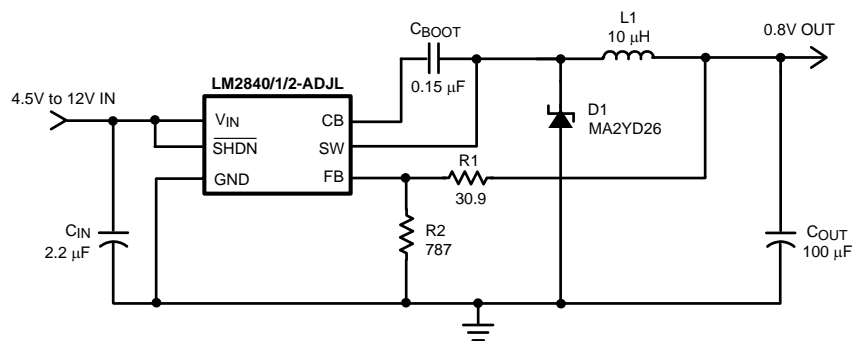 CBOOT
0.15 μF
L1
10 μH
0.8V OUT
LM2840/1/2-ADJL
4.5V to 12V IN
VIN
CB
SHDN
SW
GND
FB
D1
MA2YD26
R1
30.9
R2
787
CIN
2.2 μF
COUT
100 μF